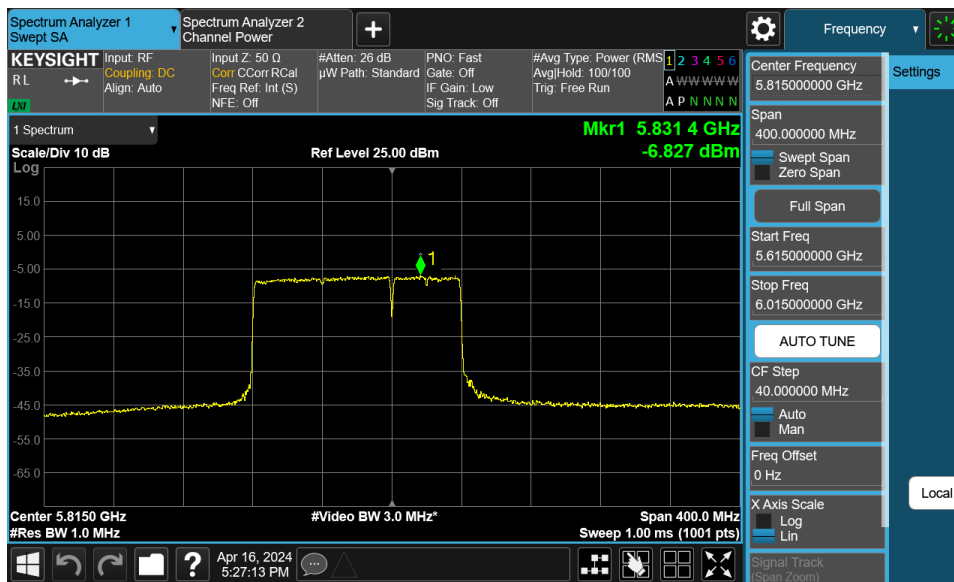 Spectrum Analyzer 1
Swept SA
Spectrum Analyzer 2
Channel Power
Frequency
KEYSIGHT
R L
LXI
Input: RF
Coupling: DC
Align: Auto
Input Z: 50 Ω
Corr CCorr RCal
Freq Ref: Int (S)
NFE: Off
#Atten: 26 dB
µW Path: Standard
PNO: Fast
Gate: Off
IF Gain: Low
Sig Track: Off
#Avg Type: Power (RMS
Avg|Hold: 100/100
Trig: Free Run
1 2 3 4 5 6
A W W W W W
A P N N N N
Settings
1 Spectrum
Scale/Div 10 dB
Ref Level 25.00 dBm
Mkr1 5.831 4 GHz
-6.827 dBm
Log
15.0
5.00
-5.00
-15.0
-25.0
-35.0
-45.0
-55.0
-65.0
1
Center 5.8150 GHz
#Video BW 3.0 MHz*
Span 400.0 MHz
#Res BW 1.0 MHz
Sweep 1.00 ms (1001 pts)
Center Frequency
5.815000000 GHz
Span
400.000000 MHz
Swept Span
Zero Span
Full Span
Start Freq
5.615000000 GHz
Stop Freq
6.015000000 GHz
AUTO TUNE
CF Step
40.000000 MHz
Auto
Man
Freq Offset
0 Hz
X Axis Scale
Log
Lin
Signal Track
(Span Zoom)
Local
?
Apr 16, 2024
5:27:13 PM